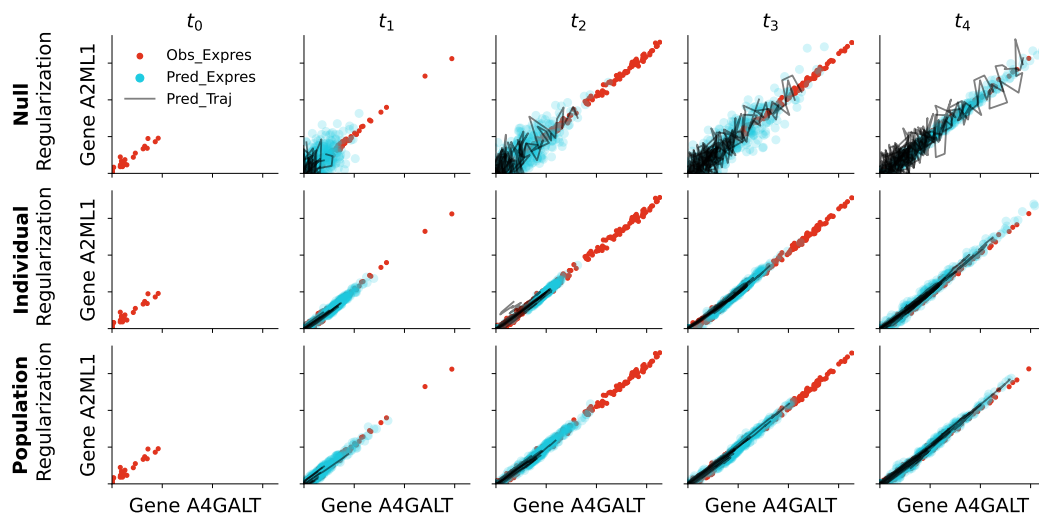 t0
t1
t2
t3
t4
Null
Regularization
Gene A2ML1
Obs_Expres
Pred_Expres
Pred_Traj
Individual
Regularization
Gene A2ML1
Population
Regularization
Gene A2ML1
Gene A4GALT
Gene A4GALT
Gene A4GALT
Gene A4GALT
Gene A4GALT